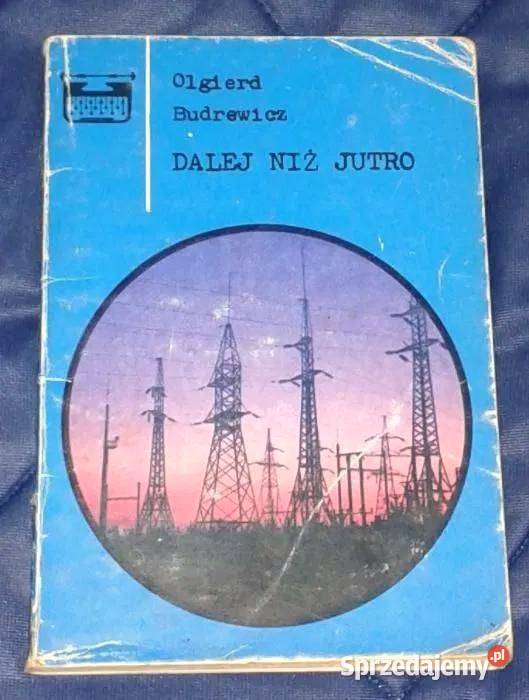 Olgierd
Budrewicz
DALEJ NIŻ JUTRO
Sprzedajemy.pl